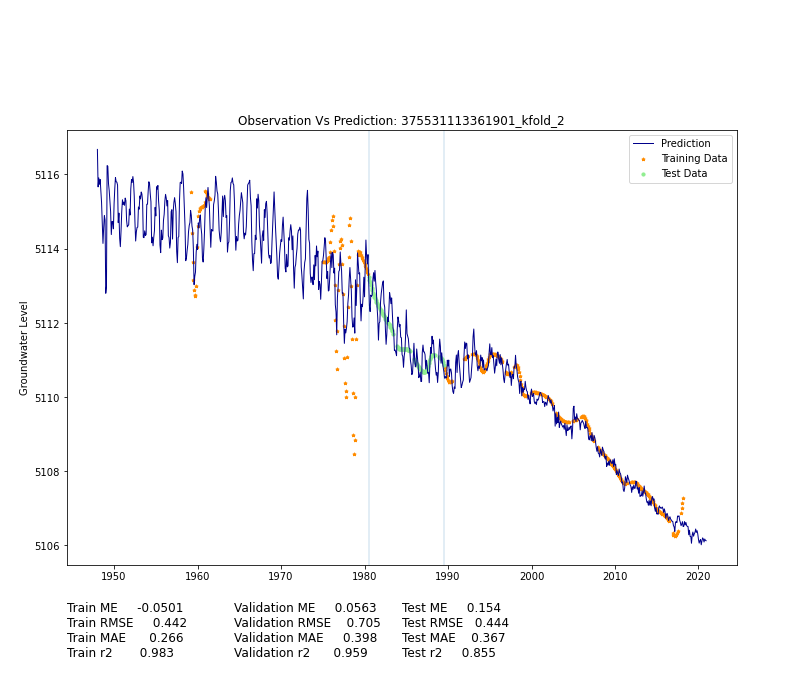 Observation Vs Prediction: 375531113361901_kfold_2
Prediction
Training Data
Test Data
5116
5114
5112
5110
5108
5106
Groundwater Level
1950 1960 1970 1980 1990 2000 2010 2020
Train ME -0.0501 Validation ME 0.0563 Test ME 0.154
Train RMSE 0.442 Validation RMSE 0.705 Test RMSE 0.444
Train MAE 0.266 Validation MAE 0.398 Test MAE 0.367
Train r2 0.983 Validation r2 0.959 Test r2 0.855